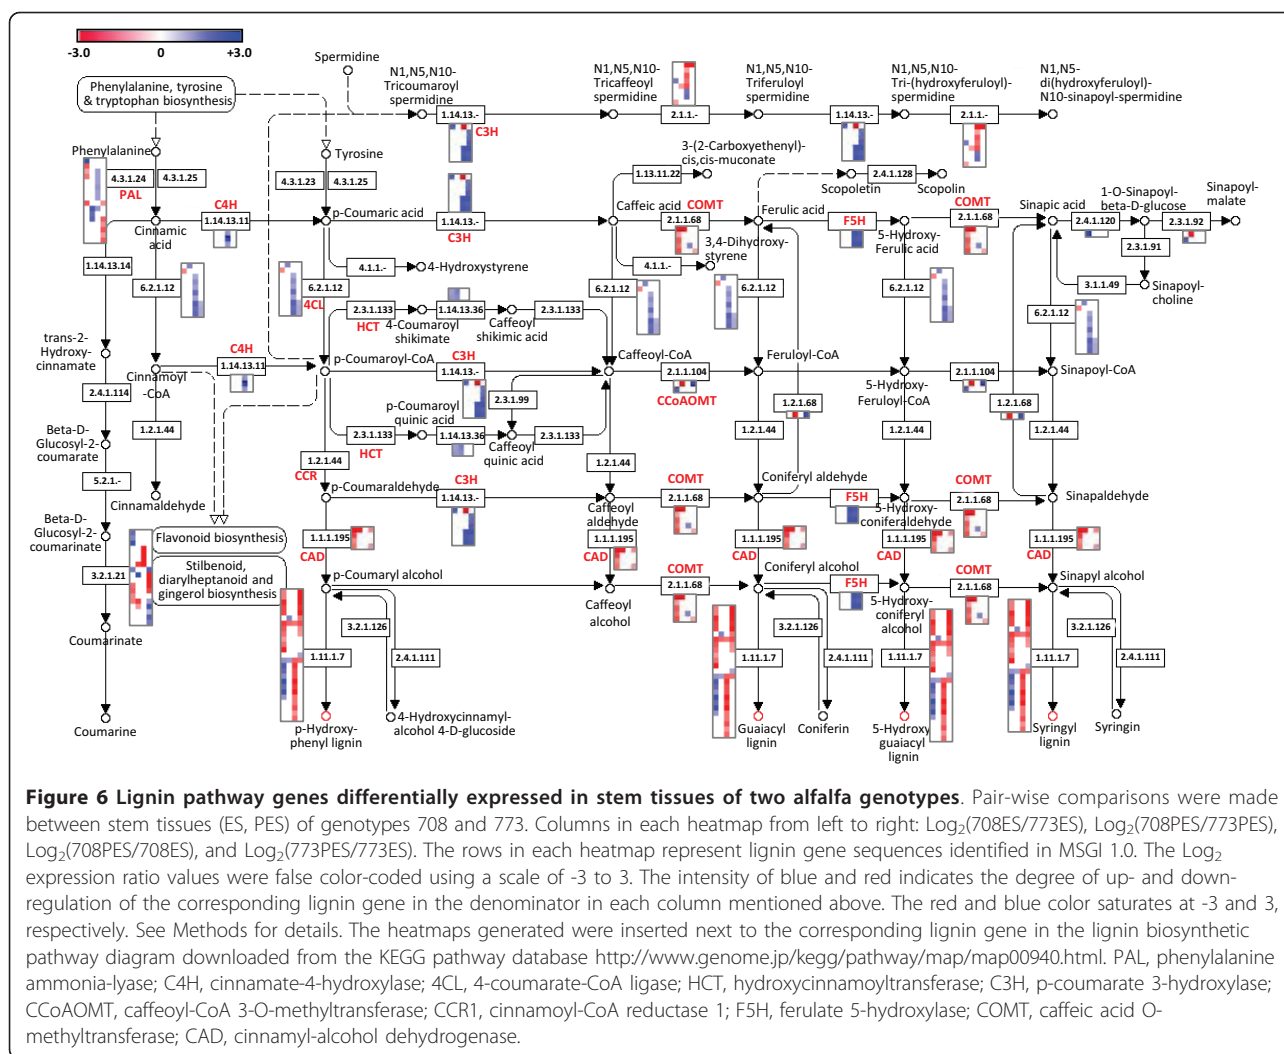 -3.0 0 +3.0
Phenylalanine, tyrosine
& tryptophan biosynthesis
Spermidine
N1,N5,N10-
Tricoumaroyl
spermidine
N1,N5,N10-
Tricaffeoyl
spermidine
N1,N5,N10-
Triferuloyl
spermidine
N1,N5,N10-
Tri-(hydroxyferuloyl)-
spermidine
N1,N5-
di(hydroxyferuloyl)-
N10-sinapoyl-spermidine
1.14.13.-
C3H
2.1.1.-
1.14.13.-
2.1.1.-
Phenylalanine
4.3.1.24
4.3.1.25
PAL
Tyrosine
4.3.1.23
4.3.1.25
3-(2-Carboxyethenyl)-
cis,cis-muconate
1.13.11.22
Scopoletin
2.4.1.128
Scopolin
Cinnamic
acid
C4H
1.14.13.11
p-Coumaric acid
1.14.13.-
C3H
Caffeic acid
COMT
2.1.1.68
Ferulic acid
F5H
5-Hydroxy-
Ferulic acid
COMT
2.1.1.68
Sinapic acid
2.4.1.120
1-O-Sinapoyl-
beta-D-glucose
2.3.1.92
Sinapoyl-
malate
2.3.1.91
3.1.1.49
Sinapoyl-
choline
1.14.13.14
6.2.1.12
4CL
6.2.1.12
4.1.1.-
4-Hydroxystyrene
4.1.1.-
3,4-Dihydroxy-
styrene
6.2.1.12
6.2.1.12
6.2.1.12
6.2.1.12
2.3.1.133
HCT
4-Coumaroyl
shikimate
1.14.13.36
Caffeoyl
shikimic acid
2.3.1.133
trans-2-
Hydroxy-
cinnamate
Cinnamoyl
-CoA
C4H
1.14.13.11
p-Coumaroyl-CoA
C3H
1.14.13.-
Caffeoyl-CoA
2.1.1.104
CCoAOMT
Feruloyl-CoA
5-Hydroxy-
Feruloyl-CoA
2.1.1.104
Sinapoyl-CoA
2.4.1.114
p-Coumaroyl
quinic acid
2.3.1.99
1.2.1.68
1.2.1.68
Beta-D-
Glucosyl-2-
coumarate
1.2.1.44
2.3.1.133
HCT
1.14.13.36
Caffeoyl
quinic acid
2.3.1.133
1.2.1.44
CCR
1.2.1.44
1.2.1.44
1.2.1.44
1.2.1.44
5.2.1.-
Cinnamaldehyde
p-Coumaraldehyde
C3H
1.14.13.-
Caffeoyl
aldehyde
COMT
2.1.1.68
Coniferyl aldehyde
F5H
5-Hydroxy-
coniferaldehyde
COMT
2.1.1.68
Sinapaldehyde
Beta-D-
Glucosyl-2-
coumarinate
Flavonoid biosynthesis
Stilbenoid,
diarylheptanoid and
gingerol biosynthesis
1.1.1.195
CAD
1.1.1.195
CAD
1.1.1.195
CAD
1.1.1.195
CAD
1.1.1.195
CAD
3.2.1.21
p-Coumaryl alcohol
Caffeoyl
alcohol
COMT
2.1.1.68
Coniferyl alcohol
F5H
5-Hydroxy-
coniferyl
alcohol
COMT
2.1.1.68
Sinapyl alcohol
Coumarinate
3.2.1.126
1.11.1.7
2.4.1.111
1.11.1.7
3.2.1.126
2.4.1.111
1.11.1.7
1.11.1.7
3.2.1.126
2.4.1.111
Coumarine
p-Hydroxy-
phenyl lignin
4-Hydroxycinnamyl-
alcohol 4-D-glucoside
Guaiacyl
lignin
Coniferin
5-Hydroxy
guaiacyl
lignin
Syringyl
lignin
Syringin
Figure 6 Lignin pathway genes differentially expressed in stem tissues of two alfalfa genotypes. Pair-wise comparisons were made
between stem tissues (ES, PES) of genotypes 708 and 773. Columns in each heatmap from left to right: Log₂(708ES/773ES), Log₂(708PES/773PES),
Log₂(708PES/708ES), and Log₂(773PES/773ES). The rows in each heatmap represent lignin gene sequences identified in MSGI 1.0. The Log₂
expression ratio values were false color-coded using a scale of -3 to 3. The intensity of blue and red indicates the degree of up- and down-
regulation of the corresponding lignin gene in the denominator in each column mentioned above. The red and blue color saturates at -3 and 3,
respectively. See Methods for details. The heatmaps generated were inserted next to the corresponding lignin gene in the lignin biosynthetic
pathway diagram downloaded from the KEGG pathway database http://www.genome.jp/kegg/pathway/map/map00940.html. PAL, phenylalanine
ammonia-lyase; C4H, cinnamate-4-hydroxylase; 4CL, 4-coumarate-CoA ligase; HCT, hydroxycinnamoyltransferase; C3H, p-coumarate 3-hydroxylase;
CCoAOMT, caffeoyl-CoA 3-O-methyltransferase; CCR1, cinnamoyl-CoA reductase 1; F5H, ferulate 5-hydroxylase; COMT, caffeic acid O-
methyltransferase; CAD, cinnamyl-alcohol dehydrogenase.